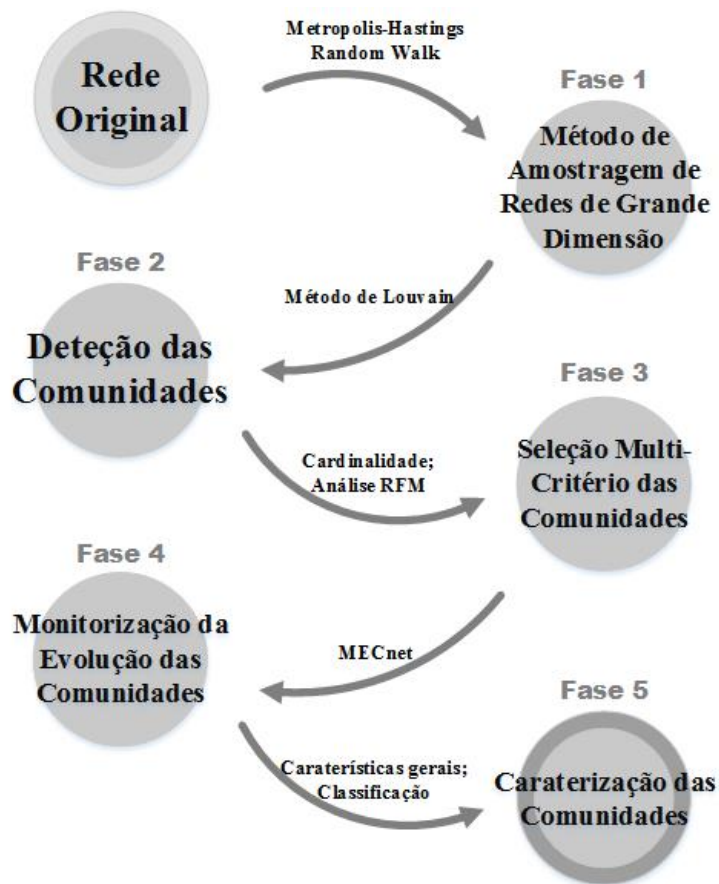 Rede
Original
Metropolis-Hastings
Random Walk
Fase 1
Método de
Amostragem de
Redes de Grande
Dimensão
Método de Louvain
Fase 2
Deteção das
Comunidades
Cardinalidade;
Análise RFM
Fase 3
Seleção Multi-
Critério das
Comunidades
MECnet
Fase 4
Monitorização da
Evolução das
Comunidades
Caraterísticas gerais;
Classificação
Fase 5
Caraterização das
Comunidades